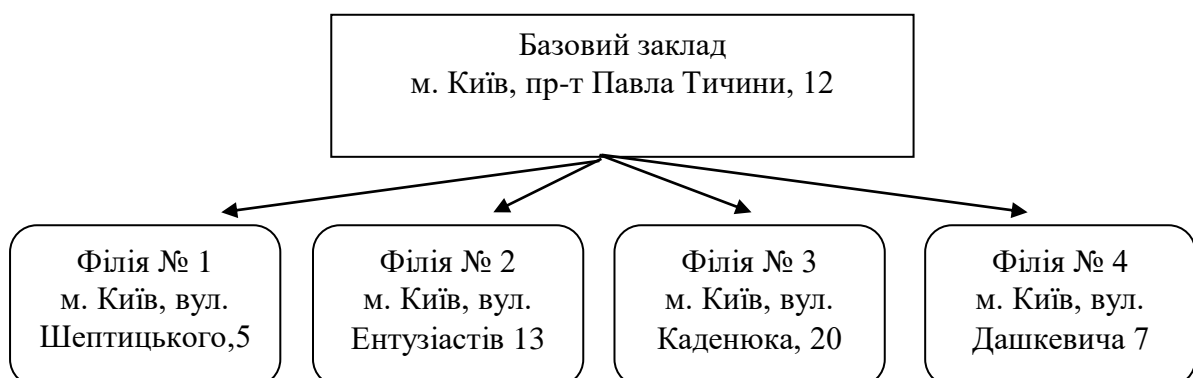 Базовий заклад
м. Київ, пр-т Павла Тичини, 12
Філія № 1
м. Київ, вул.
Шептицького,5
Філія № 2
м. Київ, вул.
Ентузіастів 13
Філія № 3
м. Київ, вул.
Каденюка, 20
Філія № 4
м. Київ, вул.
Дашкевича 7